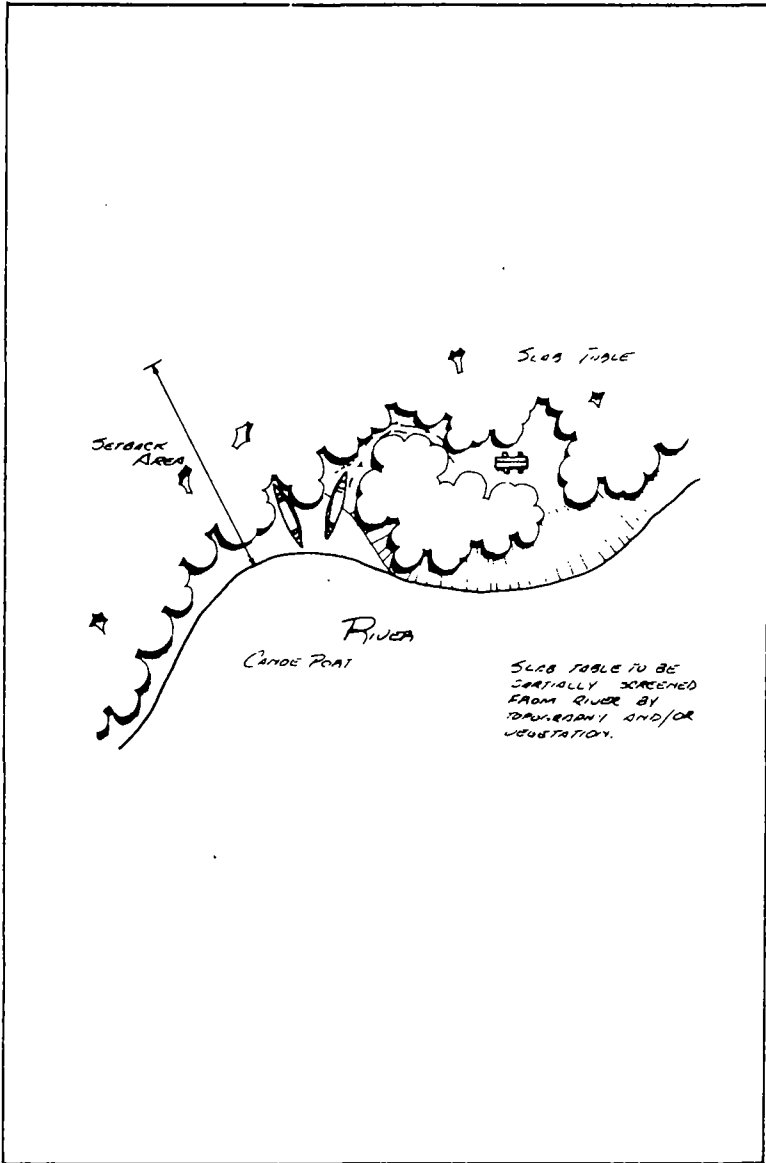 SLAB TABLE
SETBACK
AREA
RIVER
CANOE PORT
SLAB TABLE TO BE
PARTIALLY SCREENED
FROM RIVER BY
TOPOGRAPHY AND/OR
VEGETATION.